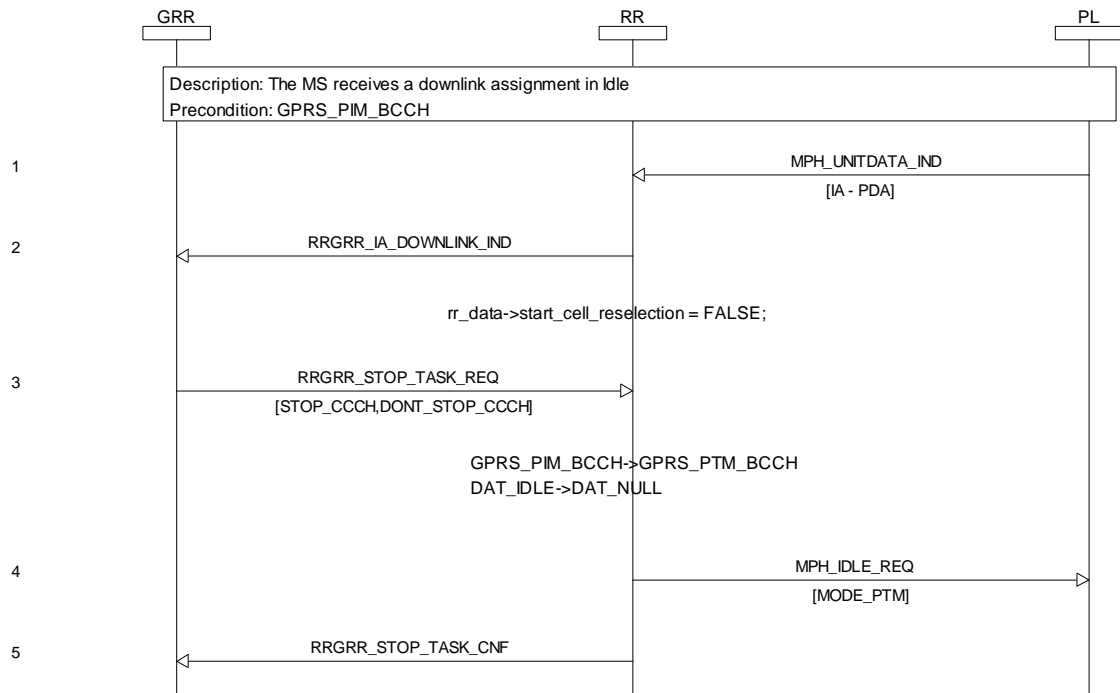 GRR
RR
PL
Description: The MS receives a downlink assignment in Idle
Precondition: GPRS_PIM_BCCH
1
MPH_UNITDATA_IND
[IA - PDA]
2
RRGRR_IA_DOWNLINK_IND
rr_data->start_cell_reselection = FALSE;
3
RRGRR_STOP_TASK_REQ
[STOP_CCCH,DONT_STOP_CCCH]
GPRS_PIM_BCCH->GPRS_PTM_BCCH
DAT_IDLE->DAT_NULL
4
MPH_IDLE_REQ
[MODE_PTM]
5
RRGRR_STOP_TASK_CNF